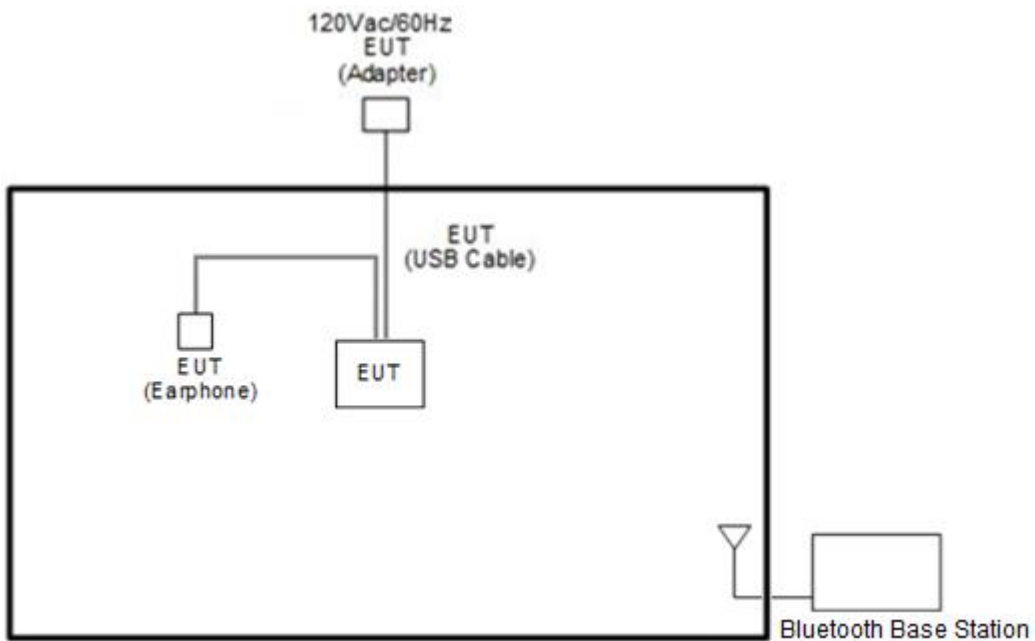 120Vac/60Hz
EUT
(Adapter)
EUT
(USB Cable)
EUT
(Earphone)
EUT
Bluetooth Base Station